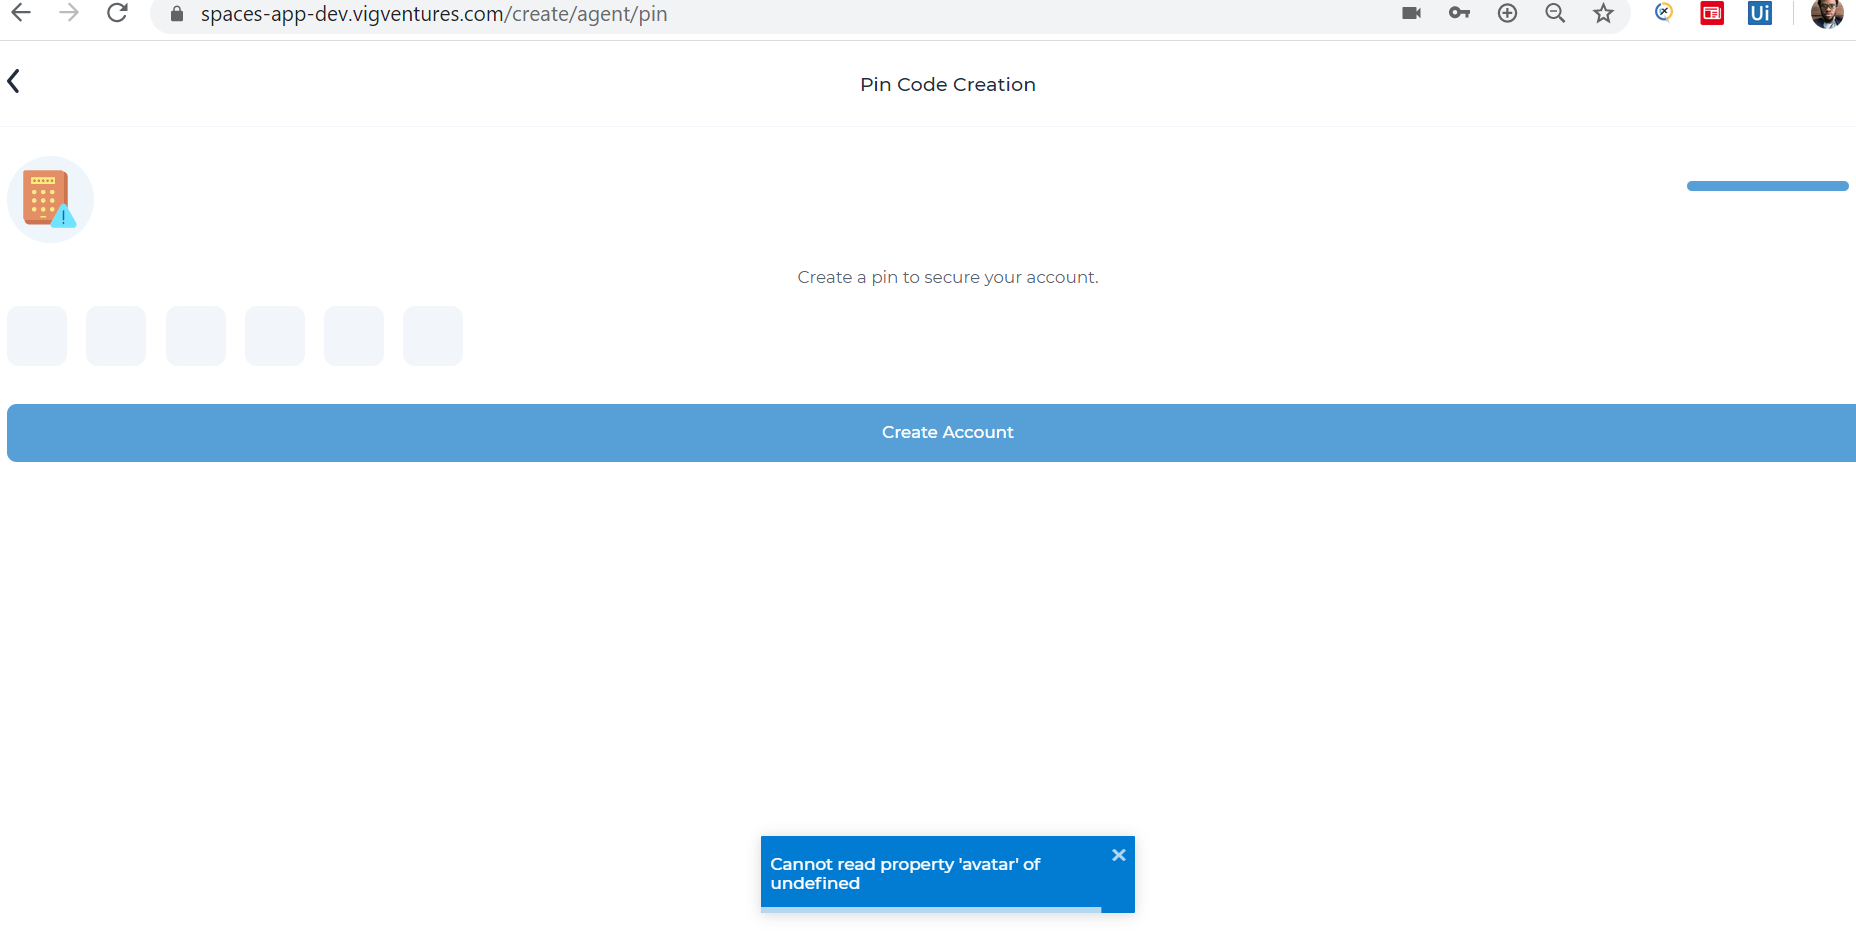 spaces-app-dev.vigventures.com/create/agent/pin
Ui
Pin Code Creation
Create a pin to secure your account.
Create Account
Cannot read property 'avatar' of
undefined